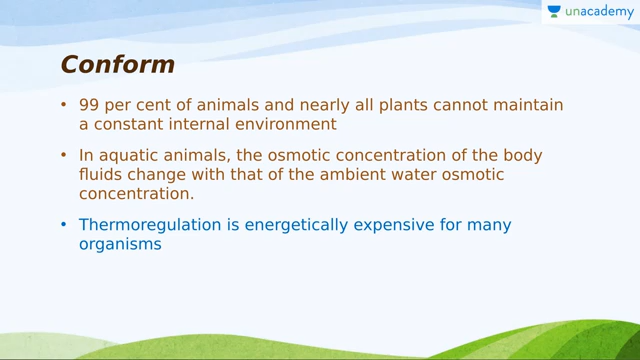 unacademy
Conform
• 99 per cent of animals and nearly all plants cannot maintain
a constant internal environment
• In aquatic animals, the osmotic concentration of the body
fluids change with that of the ambient water osmotic
concentration.
• Thermoregulation is energetically expensive for many
organisms